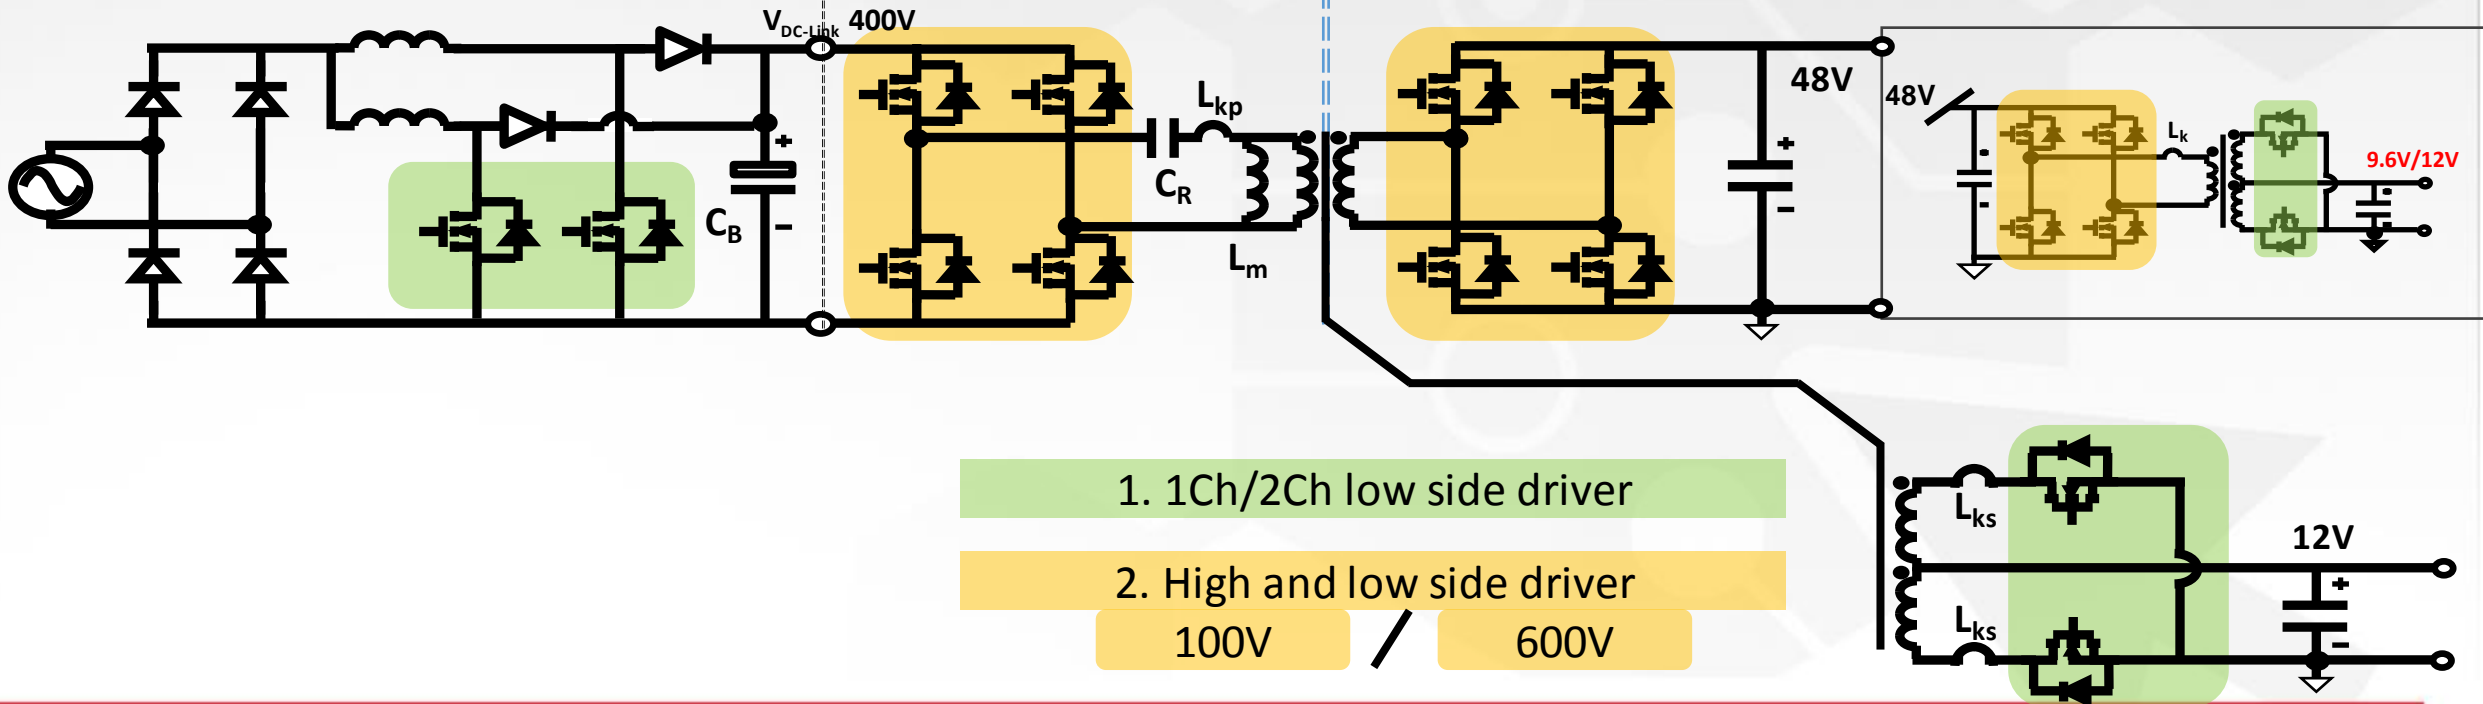 V_DC-Link 400V
+
C_B
−
L_kp
C_R
L_m
48V
+
−
48V
L_k
9.6V/12V
1. 1Ch/2Ch low side driver
2. High and low side driver
100V / 600V
L_ks
12V
+
L_ks
−